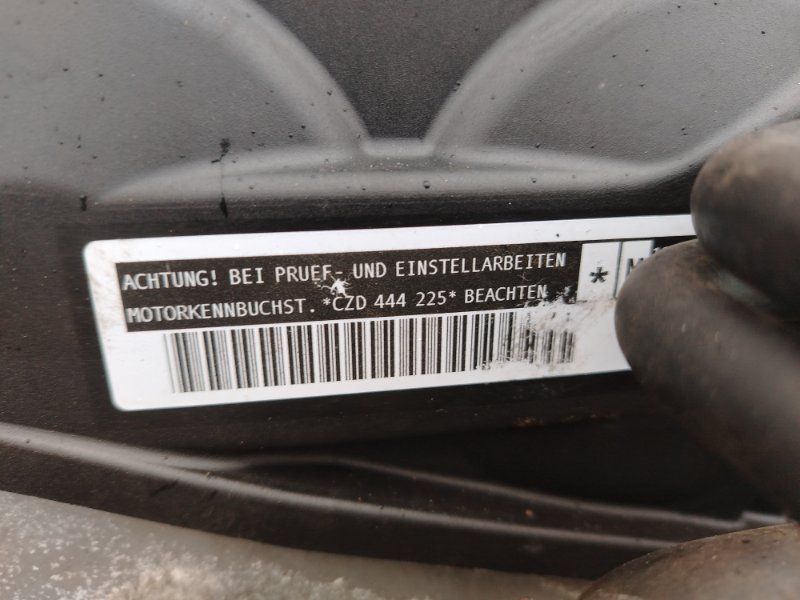 ACHTUNG! BEI PRUEF- UND EINSTELLARBEITEN
MOTORKENNBUCHST. *CZD 444 225* BEACHTEN
* M